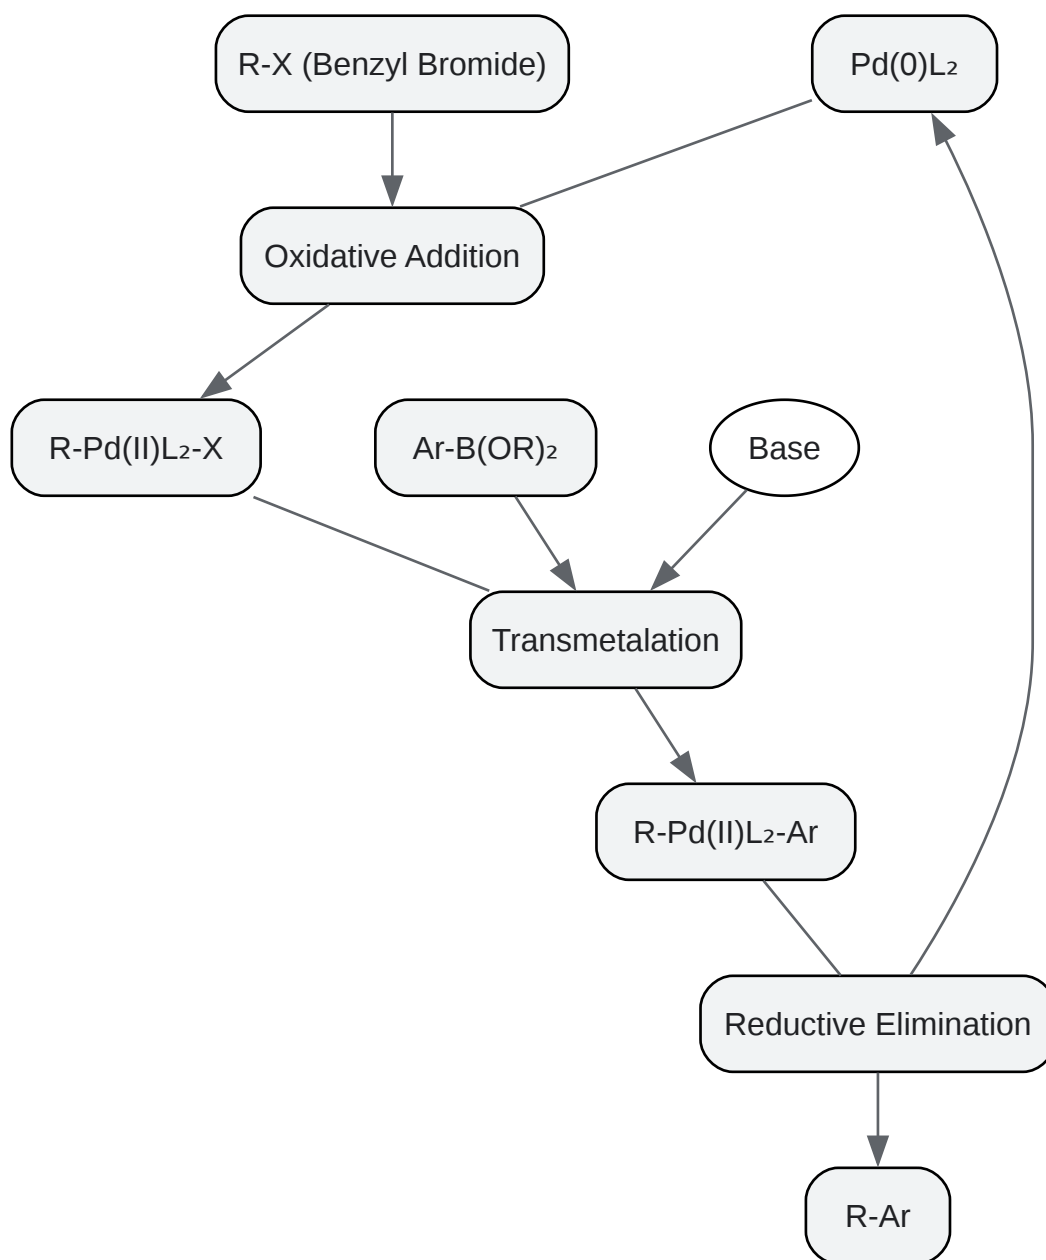 R-X (Benzyl Bromide)
Pd(0)L₂
Oxidative Addition
R-Pd(II)L₂-X
Ar-B(OR)₂
Base
Transmetalation
R-Pd(II)L₂-Ar
Reductive Elimination
R-Ar